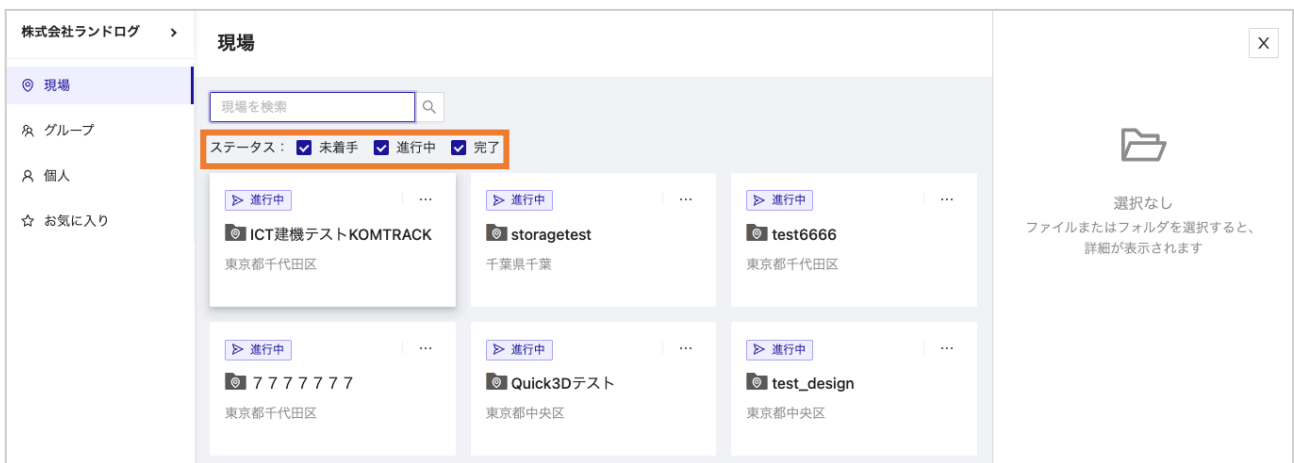 株式会社ランドログ >
現場
グループ
個人
お気に入り
現場
現場を検索
ステータス： 未着手 進行中 完了
進行中 …
ICT建機テストKOMTRACK
東京都千代田区
進行中 …
storagetest
千葉県千葉
進行中 …
test6666
東京都千代田区
進行中 …
７７７７７７７
東京都千代田区
進行中 …
Quick3Dテスト
東京都中央区
進行中 …
test_design
東京都中央区
X
選択なし
ファイルまたはフォルダを選択すると、
詳細が表示されます